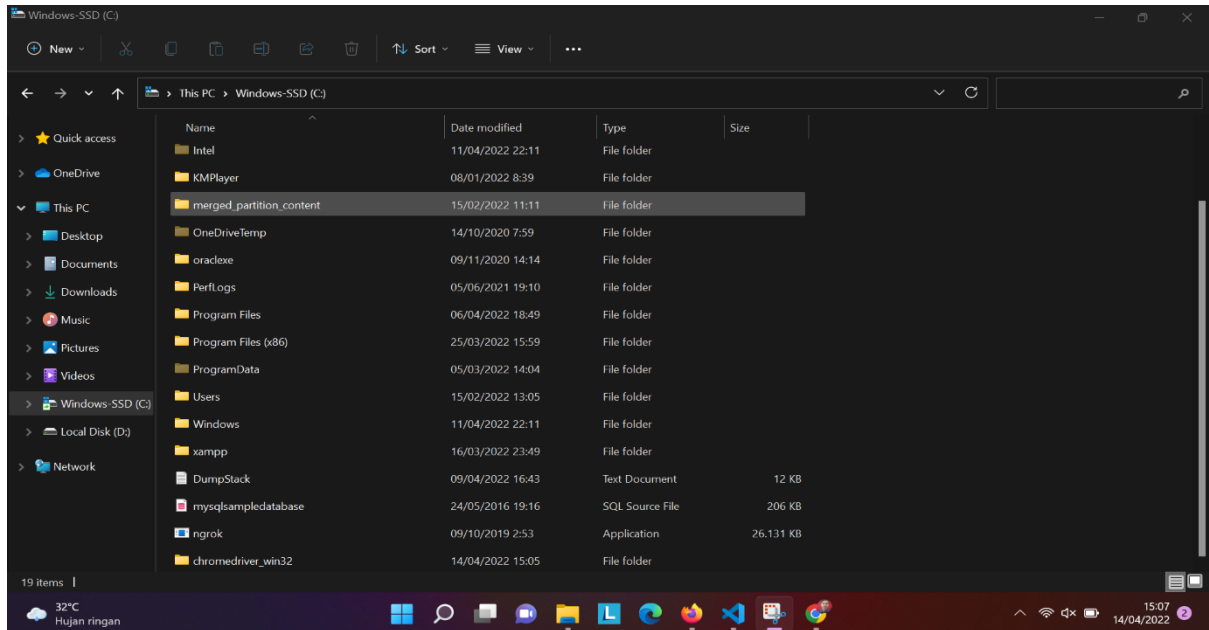 Windows-SSD (C:)
New Sort View
This PC > Windows-SSD (C:)
Name Date modified Type Size
Quick access
OneDrive
This PC
Desktop
Documents
Downloads
Music
Pictures
Videos
Windows-SSD (C:)
Local Disk (D:)
Network
Intel 11/04/2022 22:11 File folder
KMPlayer 08/01/2022 8:39 File folder
merged_partition_content 15/02/2022 11:11 File folder
OneDriveTemp 14/10/2020 7:59 File folder
oraclexe 09/11/2020 14:14 File folder
PerfLogs 05/06/2021 19:10 File folder
Program Files 06/04/2022 18:49 File folder
Program Files (x86) 25/03/2022 15:59 File folder
ProgramData 05/03/2022 14:04 File folder
Users 15/02/2022 13:05 File folder
Windows 11/04/2022 22:11 File folder
xampp 16/03/2022 23:49 File folder
DumpStack 09/04/2022 16:43 Text Document 12 KB
mysqlsampledatabase 24/05/2016 19:16 SQL Source File 206 KB
ngrok 09/10/2019 2:53 Application 26.131 KB
chromedriver_win32 14/04/2022 15:05 File folder
19 items
32°C
Hujan ringan
L
15:07
14/04/2022
2